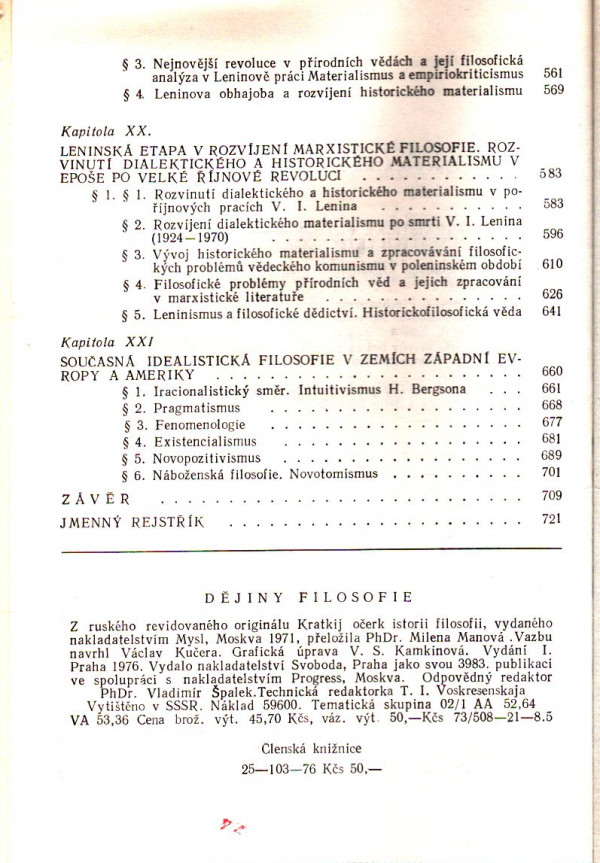 § 3. Nejnovější revoluce v přírodních vědách a její filosofická
analýza v Leninově práci Materialismus a empiriokriticismus 561
§ 4. Leninova obhajoba a rozvíjení historického materialismu 569
Kapitola XX.
LENINSKÁ ETAPA V ROZVÍJENÍ MARXISTICKÉ FILOSOFIE. ROZ-
VINUTÍ DIALEKTICKÉHO A HISTORICKÉHO MATERIALISMU V
EPOŠE PO VELKÉ ŘÍJNOVÉ REVOLUCI . . . . . . . . . . . . 583
§ 1. § 1. Rozvinutí dialektického a historického materialismu v po-
říjnových pracích V. I. Lenina . . . . . . . . . . . . . 583
§ 2. Rozvíjení dialektického materialismu po smrti V. I. Lenina
(1924—1970) . . . . . . . . . . . . . . . . . . . 596
§ 3. Vývoj historického materialismu a zpracovávání filosofic-
kých problémů vědeckého komunismu v poleninském období 610
§ 4. Filosofické problémy přírodních věd a jejich zpracování
v marxistické literatuře . . . . . . . . . . . . . . . 626
§ 5. Leninismus a filosofické dědictví. Historickofilosofická věda 641
Kapitola XXI
SOUČASNÁ IDEALISTICKÁ FILOSOFIE V ZEMÍCH ZÁPADNÍ EV-
ROPY A AMERIKY . . . . . . . . . . . . . . . . . . . . . . 660
§ 1. Iracionalistický směr. Intuitivismus H. Bergsona . . . 661
§ 2. Pragmatismus . . . . . . . . . . . . . . . . . . . 668
§ 3. Fenomenologie . . . . . . . . . . . . . . . . . . . 677
§ 4. Existencialismus . . . . . . . . . . . . . . . . . . 681
§ 5. Novopozitivismus . . . . . . . . . . . . . . . . . . 689
§ 6. Náboženská filosofie. Novotomismus . . . . . . . . . . 701
ZÁVĚR . . . . . . . . . . . . . . . . . . . . . . . . . . 709
JMENNÝ REJSTŘÍK . . . . . . . . . . . . . . . . . . . . . 721
DĚJINY FILOSOFIE
Z ruského revidovaného originálu Kratkij očerk istorii filosofii, vydaného
nakladatelstvím Mysl, Moskva 1971, přeložila PhDr. Milena Manová .Vazbu
navrhl Václav Kučera. Grafická úprava V. S. Kamkinová. Vydání I.
Praha 1976. Vydalo nakladatelství Svoboda, Praha jako svou 3983. publikaci
ve spolupráci s nakladatelstvím Progress, Moskva. Odpovědný redaktor
PhDr. Vladimír Špalek.Technická redaktorka T. I. Voskresenskaja
Vytištěno v SSSR. Náklad 59600. Tematická skupina 02/1 AA 52,64
VA 53,36 Cena brož. výt. 45,70 Kčs, váz. výt. 50,—Kčs 73/508—21—8.5
Členská knižnice
25—103—76 Kčs 50,—